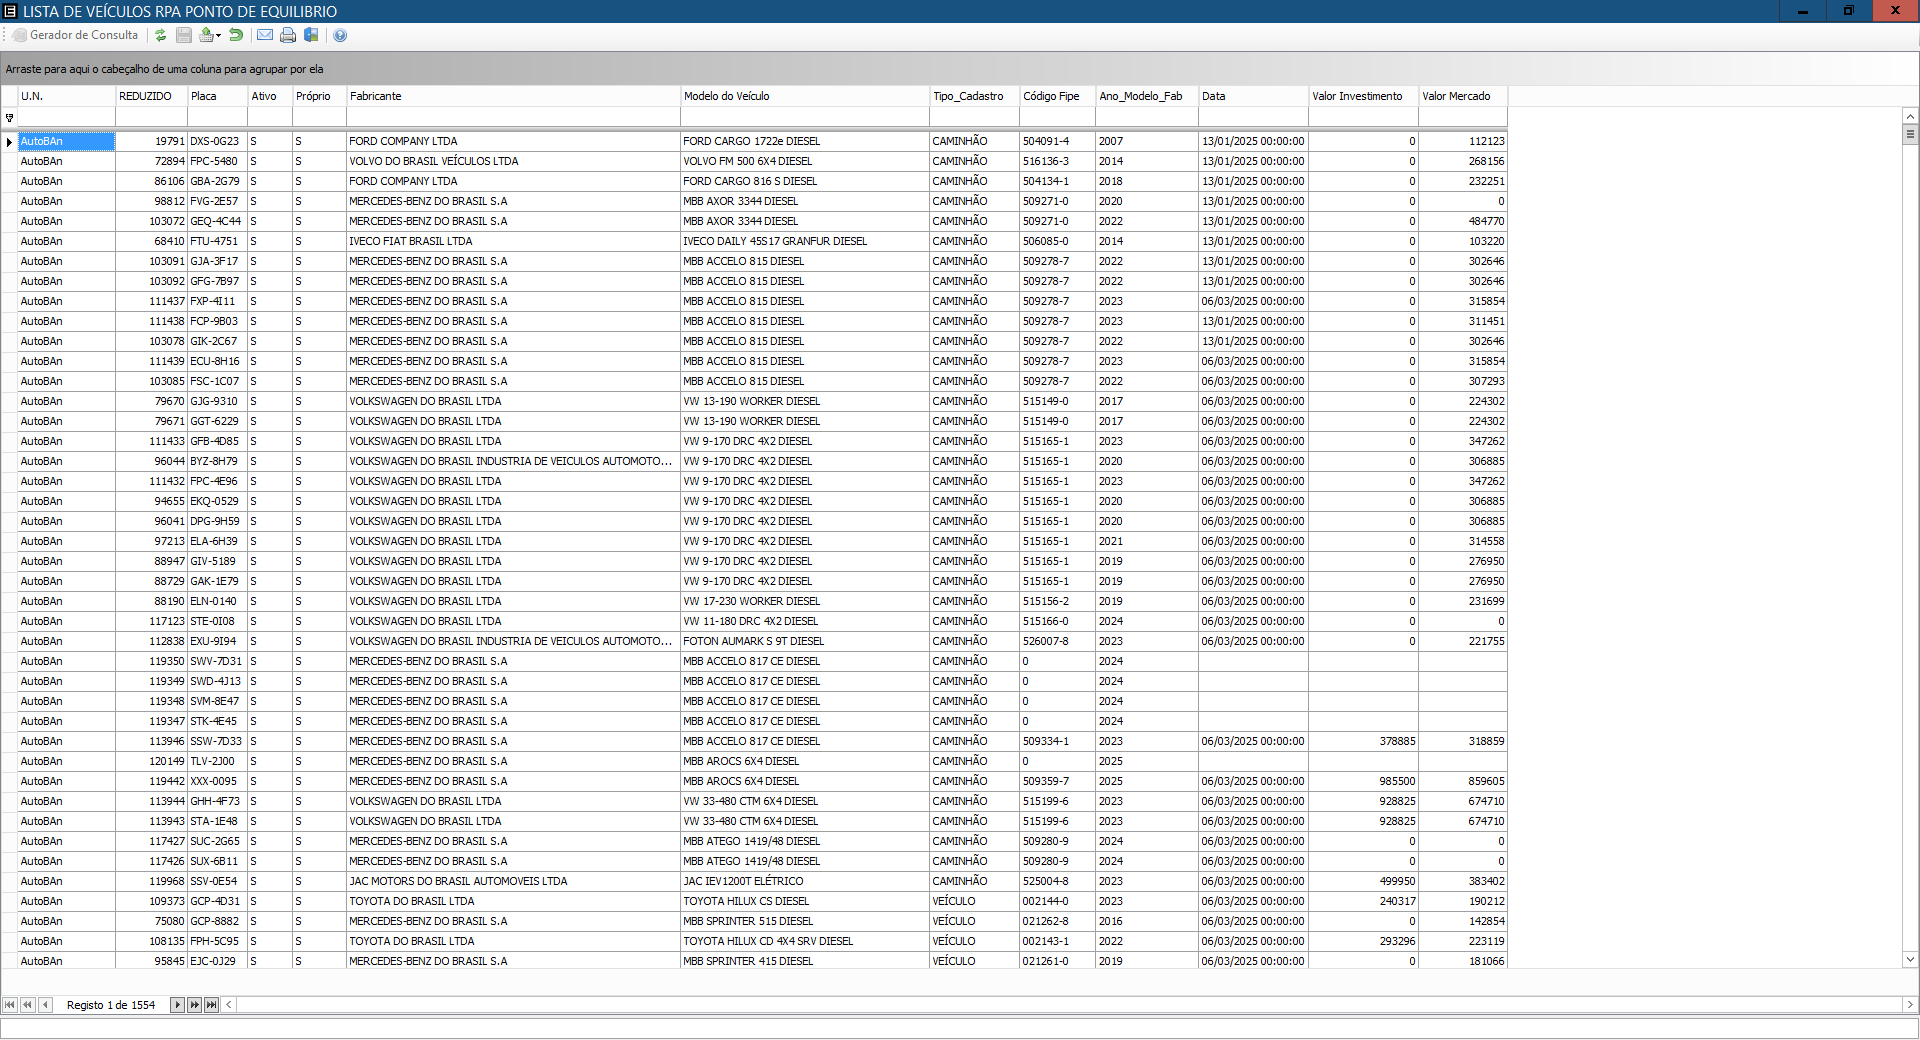 LISTA DE VEÍCULOS RPA PONTO DE EQUILIBRIO
Gerador de Consulta
Arraste para aqui o cabeçalho de uma coluna para agrupar por ela
U.N. REDUZIDO Placa Ativo Próprio Fabricante Modelo do Veículo Tipo_Cadastro Código Fipe Ano_Modelo_Fab Data Valor Investimento Valor Mercado
AutoBAn 19791 DXS-0G23 S S FORD COMPANY LTDA FORD CARGO 1722e DIESEL CAMINHÃO 504091-4 2007 13/01/2025 00:00:00 0 112123
AutoBAn 72894 FPC-5480 S S VOLVO DO BRASIL VEÍCULOS LTDA VOLVO FM 500 6X4 DIESEL CAMINHÃO 516136-3 2014 13/01/2025 00:00:00 0 268156
AutoBAn 86106 GBA-2G79 S S FORD COMPANY LTDA FORD CARGO 816 S DIESEL CAMINHÃO 504134-1 2018 13/01/2025 00:00:00 0 232251
AutoBAn 98812 FVG-2E57 S S MERCEDES-BENZ DO BRASIL S.A MBB AXOR 3344 DIESEL CAMINHÃO 509271-0 2020 13/01/2025 00:00:00 0 0
AutoBAn 103072 GEQ-4C44 S S MERCEDES-BENZ DO BRASIL S.A MBB AXOR 3344 DIESEL CAMINHÃO 509271-0 2022 13/01/2025 00:00:00 0 484770
AutoBAn 68410 FTU-4751 S S IVECO FIAT BRASIL LTDA IVECO DAILY 45S17 GRANFUR DIESEL CAMINHÃO 506085-0 2014 13/01/2025 00:00:00 0 103220
AutoBAn 103091 GJA-3F17 S S MERCEDES-BENZ DO BRASIL S.A MBB ACCELO 815 DIESEL CAMINHÃO 509278-7 2022 13/01/2025 00:00:00 0 302646
AutoBAn 103092 GFG-7B97 S S MERCEDES-BENZ DO BRASIL S.A MBB ACCELO 815 DIESEL CAMINHÃO 509278-7 2022 13/01/2025 00:00:00 0 302646
AutoBAn 111437 FXP-4I11 S S MERCEDES-BENZ DO BRASIL S.A MBB ACCELO 815 DIESEL CAMINHÃO 509278-7 2023 06/03/2025 00:00:00 0 315854
AutoBAn 111438 FCP-9B03 S S MERCEDES-BENZ DO BRASIL S.A MBB ACCELO 815 DIESEL CAMINHÃO 509278-7 2023 13/01/2025 00:00:00 0 311451
AutoBAn 103078 GIK-2C67 S S MERCEDES-BENZ DO BRASIL S.A MBB ACCELO 815 DIESEL CAMINHÃO 509278-7 2022 13/01/2025 00:00:00 0 302646
AutoBAn 111439 ECU-8H16 S S MERCEDES-BENZ DO BRASIL S.A MBB ACCELO 815 DIESEL CAMINHÃO 509278-7 2023 06/03/2025 00:00:00 0 315854
AutoBAn 103085 FSC-1C07 S S MERCEDES-BENZ DO BRASIL S.A MBB ACCELO 815 DIESEL CAMINHÃO 509278-7 2022 06/03/2025 00:00:00 0 307293
AutoBAn 79670 GJG-9310 S S VOLKSWAGEN DO BRASIL LTDA VW 13-190 WORKER DIESEL CAMINHÃO 515149-0 2017 06/03/2025 00:00:00 0 224302
AutoBAn 79671 GGT-6229 S S VOLKSWAGEN DO BRASIL LTDA VW 13-190 WORKER DIESEL CAMINHÃO 515149-0 2017 06/03/2025 00:00:00 0 224302
AutoBAn 111433 GFB-4D85 S S VOLKSWAGEN DO BRASIL LTDA VW 9-170 DRC 4X2 DIESEL CAMINHÃO 515165-1 2023 06/03/2025 00:00:00 0 347262
AutoBAn 96044 BYZ-8H79 S S VOLKSWAGEN DO BRASIL INDUSTRIA DE VEICULOS AUTOMOTO... VW 9-170 DRC 4X2 DIESEL CAMINHÃO 515165-1 2020 06/03/2025 00:00:00 0 306885
AutoBAn 111432 FPC-4E96 S S VOLKSWAGEN DO BRASIL LTDA VW 9-170 DRC 4X2 DIESEL CAMINHÃO 515165-1 2023 06/03/2025 00:00:00 0 347262
AutoBAn 94655 EKQ-0529 S S VOLKSWAGEN DO BRASIL LTDA VW 9-170 DRC 4X2 DIESEL CAMINHÃO 515165-1 2020 06/03/2025 00:00:00 0 306885
AutoBAn 96041 DPG-9H59 S S VOLKSWAGEN DO BRASIL LTDA VW 9-170 DRC 4X2 DIESEL CAMINHÃO 515165-1 2020 06/03/2025 00:00:00 0 306885
AutoBAn 97213 ELA-6H39 S S VOLKSWAGEN DO BRASIL LTDA VW 9-170 DRC 4X2 DIESEL CAMINHÃO 515165-1 2021 06/03/2025 00:00:00 0 314558
AutoBAn 88947 GIV-5189 S S VOLKSWAGEN DO BRASIL LTDA VW 9-170 DRC 4X2 DIESEL CAMINHÃO 515165-1 2019 06/03/2025 00:00:00 0 276950
AutoBAn 88729 GAK-1E79 S S VOLKSWAGEN DO BRASIL LTDA VW 9-170 DRC 4X2 DIESEL CAMINHÃO 515165-1 2019 06/03/2025 00:00:00 0 276950
AutoBAn 88190 ELN-0140 S S VOLKSWAGEN DO BRASIL LTDA VW 17-230 WORKER DIESEL CAMINHÃO 515156-2 2019 06/03/2025 00:00:00 0 231699
AutoBAn 117123 STE-0I08 S S VOLKSWAGEN DO BRASIL LTDA VW 11-180 DRC 4X2 DIESEL CAMINHÃO 515166-0 2024 06/03/2025 00:00:00 0 0
AutoBAn 112838 EXU-9I94 S S VOLKSWAGEN DO BRASIL INDUSTRIA DE VEICULOS AUTOMOTO... FOTON AUMARK S 9T DIESEL CAMINHÃO 526007-8 2023 06/03/2025 00:00:00 0 221755
AutoBAn 119350 SWV-7D31 S S MERCEDES-BENZ DO BRASIL S.A MBB ACCELO 817 CE DIESEL CAMINHÃO 0 2024
AutoBAn 119349 SWD-4J13 S S MERCEDES-BENZ DO BRASIL S.A MBB ACCELO 817 CE DIESEL CAMINHÃO 0 2024
AutoBAn 119348 SVM-8E47 S S MERCEDES-BENZ DO BRASIL S.A MBB ACCELO 817 CE DIESEL CAMINHÃO 0 2024
AutoBAn 119347 STK-4E45 S S MERCEDES-BENZ DO BRASIL S.A MBB ACCELO 817 CE DIESEL CAMINHÃO 0 2024
AutoBAn 113946 SSW-7D33 S S MERCEDES-BENZ DO BRASIL S.A MBB ACCELO 817 CE DIESEL CAMINHÃO 509334-1 2023 06/03/2025 00:00:00 378885 318859
AutoBAn 120149 TLV-2J00 S S MERCEDES-BENZ DO BRASIL S.A MBB AROCS 6X4 DIESEL CAMINHÃO 0 2025
AutoBAn 119442 XXX-0095 S S MERCEDES-BENZ DO BRASIL S.A MBB AROCS 6X4 DIESEL CAMINHÃO 509359-7 2025 06/03/2025 00:00:00 985500 859605
AutoBAn 113944 GHH-4F73 S S VOLKSWAGEN DO BRASIL LTDA VW 33-480 CTM 6X4 DIESEL CAMINHÃO 515199-6 2023 06/03/2025 00:00:00 928825 674710
AutoBAn 113943 STA-1E48 S S VOLKSWAGEN DO BRASIL LTDA VW 33-480 CTM 6X4 DIESEL CAMINHÃO 515199-6 2023 06/03/2025 00:00:00 928825 674710
AutoBAn 117427 SUC-2G65 S S MERCEDES-BENZ DO BRASIL S.A MBB ATEGO 1419/48 DIESEL CAMINHÃO 509280-9 2024 06/03/2025 00:00:00 0 0
AutoBAn 117426 SUX-6B11 S S MERCEDES-BENZ DO BRASIL S.A MBB ATEGO 1419/48 DIESEL CAMINHÃO 509280-9 2024 06/03/2025 00:00:00 0 0
AutoBAn 119968 SSV-0E54 S S JAC MOTORS DO BRASIL AUTOMOVEIS LTDA JAC IEV1200T ELÉTRICO CAMINHÃO 525004-8 2023 06/03/2025 00:00:00 499950 383402
AutoBAn 109373 GCP-4D31 S S TOYOTA DO BRASIL LTDA TOYOTA HILUX CS DIESEL VEÍCULO 002144-0 2023 06/03/2025 00:00:00 240317 190212
AutoBAn 75080 GCP-8882 S S MERCEDES-BENZ DO BRASIL S.A MBB SPRINTER 515 DIESEL VEÍCULO 021262-8 2016 06/03/2025 00:00:00 0 142854
AutoBAn 108135 FPH-5C95 S S TOYOTA DO BRASIL LTDA TOYOTA HILUX CD 4X4 SRV DIESEL VEÍCULO 002143-1 2022 06/03/2025 00:00:00 293296 223119
AutoBAn 95845 EJC-0J29 S S MERCEDES-BENZ DO BRASIL S.A MBB SPRINTER 415 DIESEL VEÍCULO 021261-0 2019 06/03/2025 00:00:00 0 181066
Registo 1 de 1554